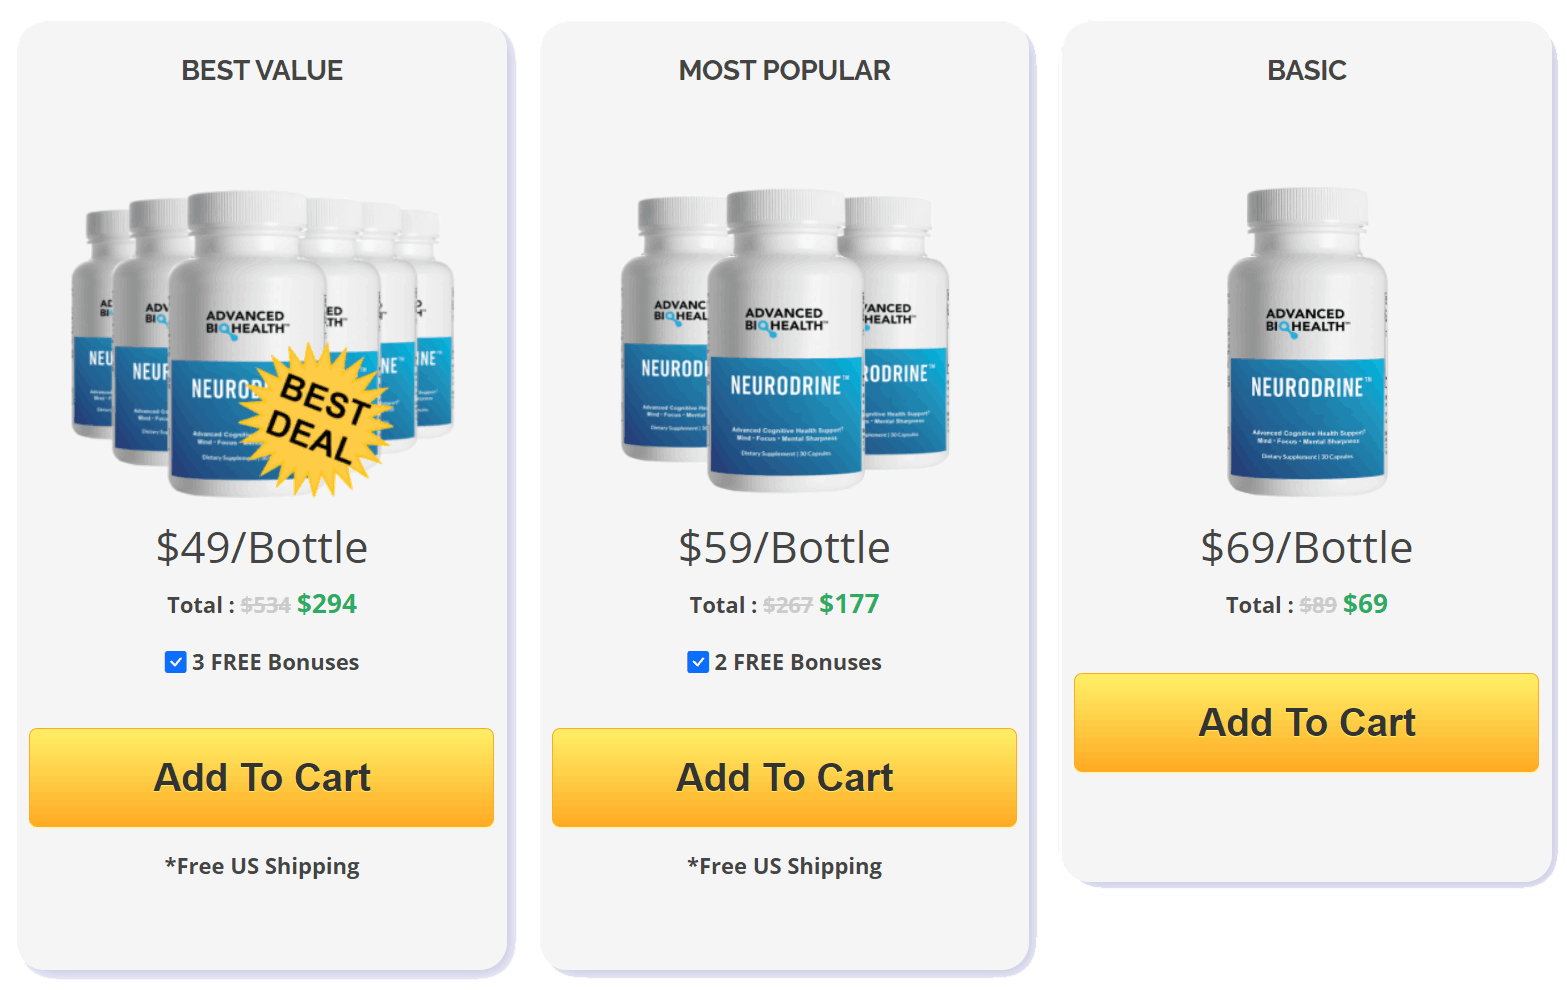 BEST VALUE
ADVANCED
BIOHEALTH™
BEST
DEAL
$49/Bottle
Total : $534 $294
3 FREE Bonuses
Add To Cart
*Free US Shipping
MOST POPULAR
ADVANCED
BIOHEALTH™
NEURODRINE™
Advanced Cognitive Health Support†
Mind • Focus • Mental Sharpness
Dietary Supplement | 30 Capsules
$59/Bottle
Total : $267 $177
2 FREE Bonuses
Add To Cart
*Free US Shipping
BASIC
ADVANCED
BIOHEALTH™
NEURODRINE™
Advanced Cognitive Health Support†
Mind • Focus • Mental Sharpness
Dietary Supplement | 30 Capsules
$69/Bottle
Total : $89 $69
Add To Cart